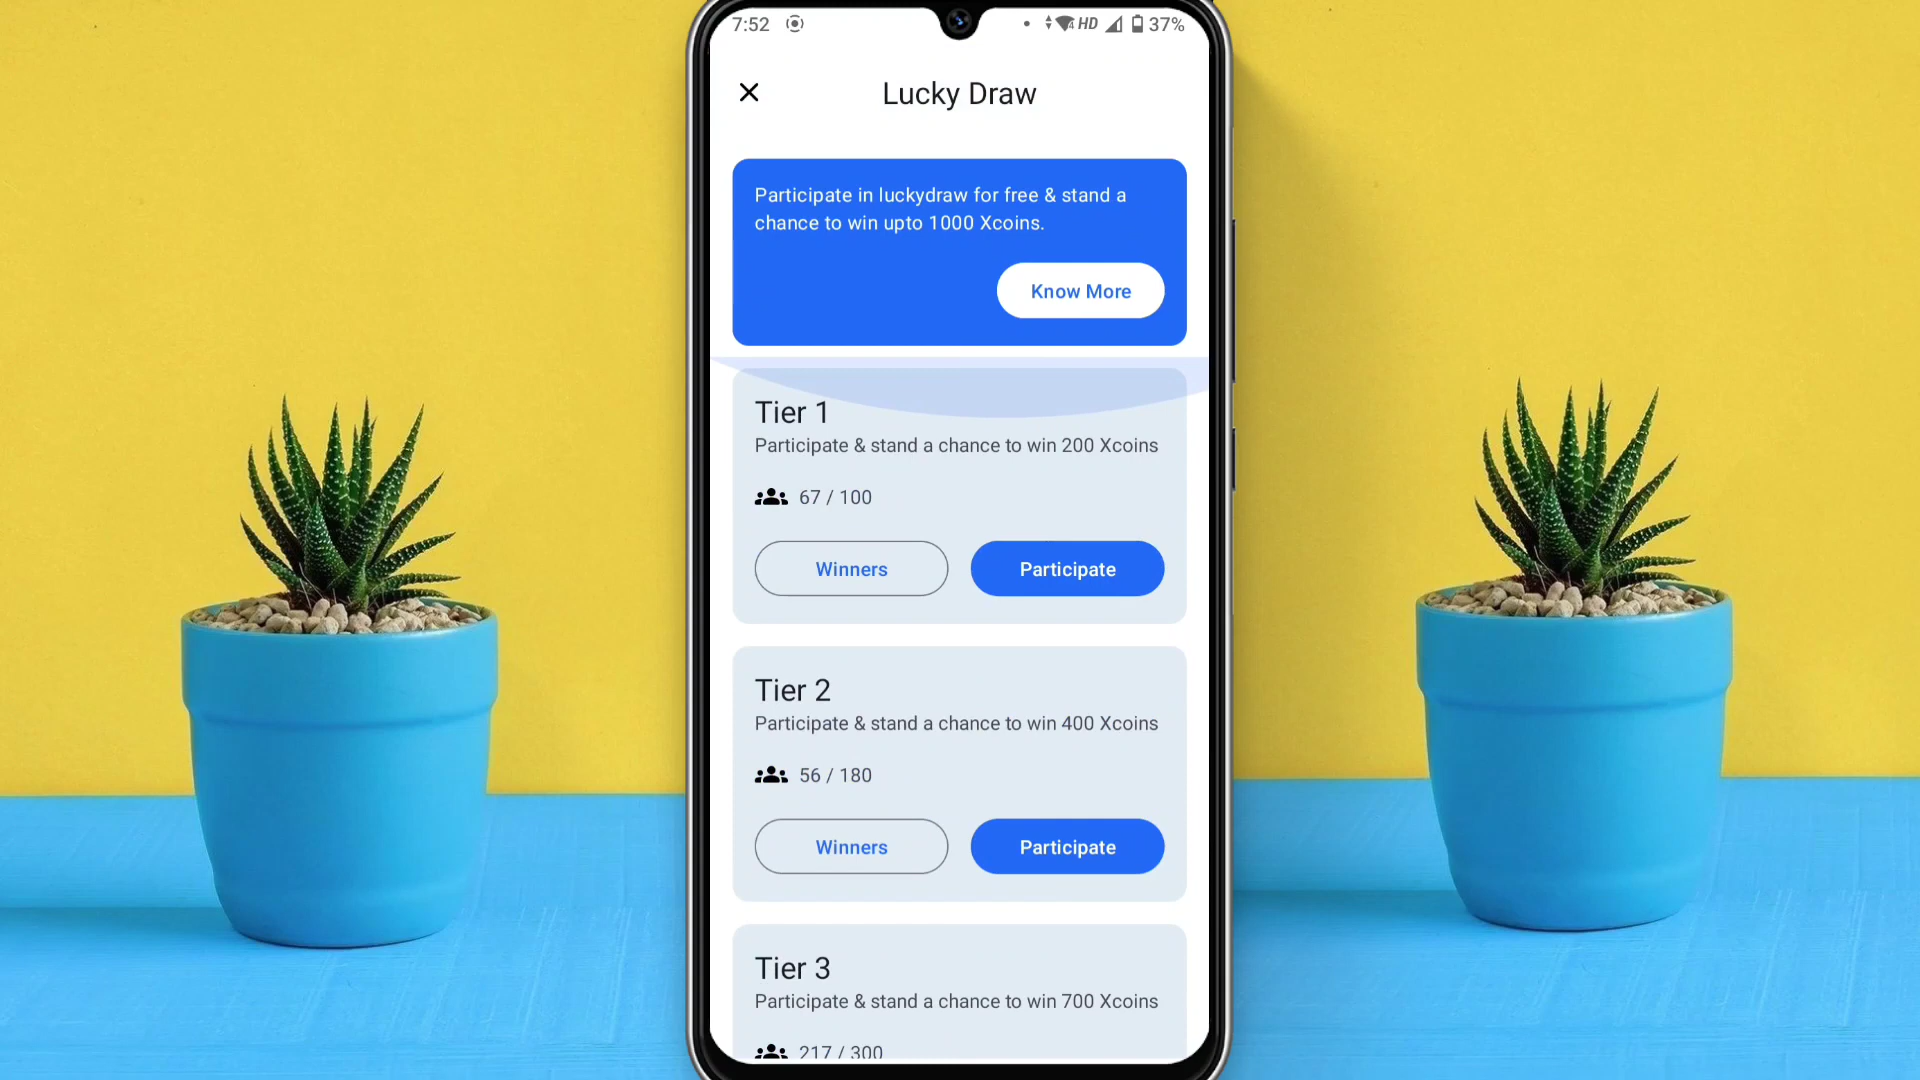 7:52 HD 37%
Lucky Draw
Participate in luckydraw for free & stand a
chance to win upto 1000 Xcoins.
Know More
Tier 1
Participate & stand a chance to win 200 Xcoins
67 / 100
Winners Participate
Tier 2
Participate & stand a chance to win 400 Xcoins
56 / 180
Winners Participate
Tier 3
Participate & stand a chance to win 700 Xcoins
217 / 300